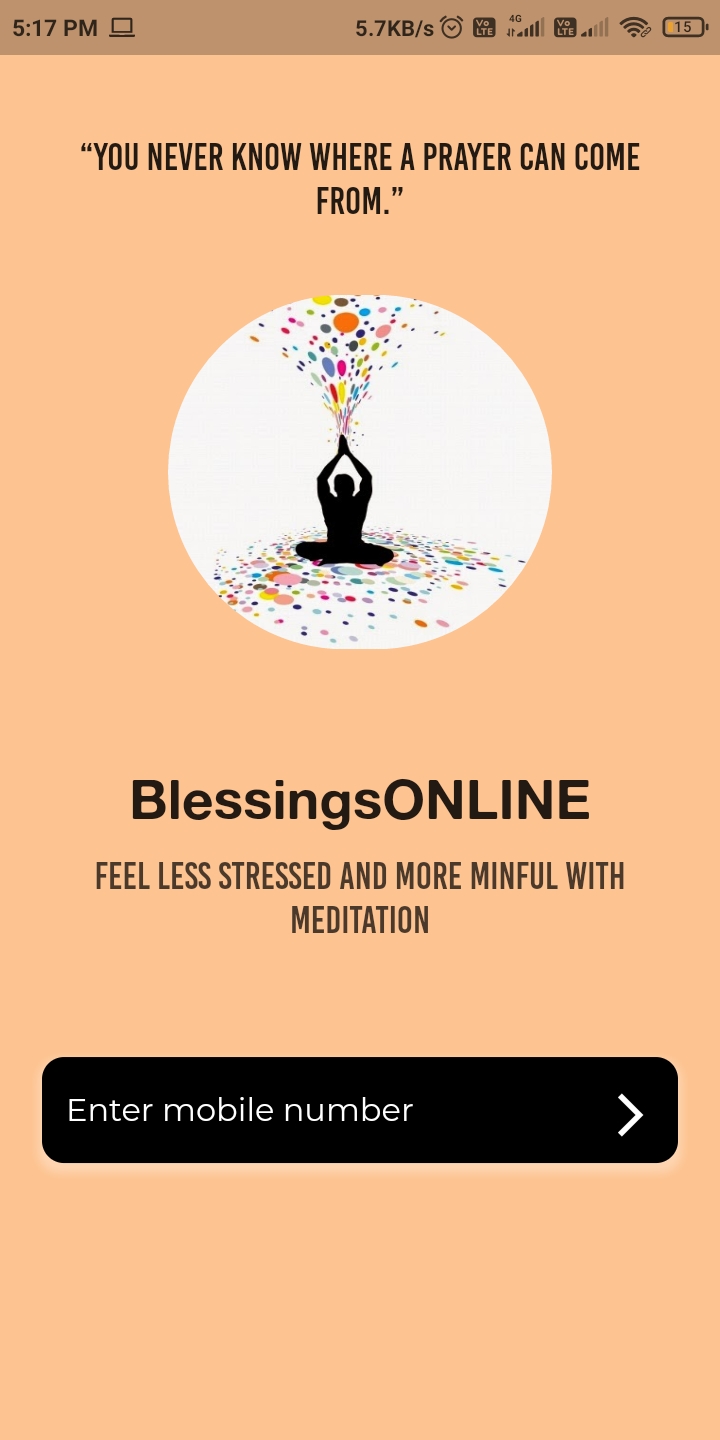 5:17 PM 5.7KB/s Vo LTE 4G Vo LTE 15
“YOU NEVER KNOW WHERE A PRAYER CAN COME
FROM.”
BlessingsONLINE
FEEL LESS STRESSED AND MORE MINFUL WITH
MEDITATION
Enter mobile number